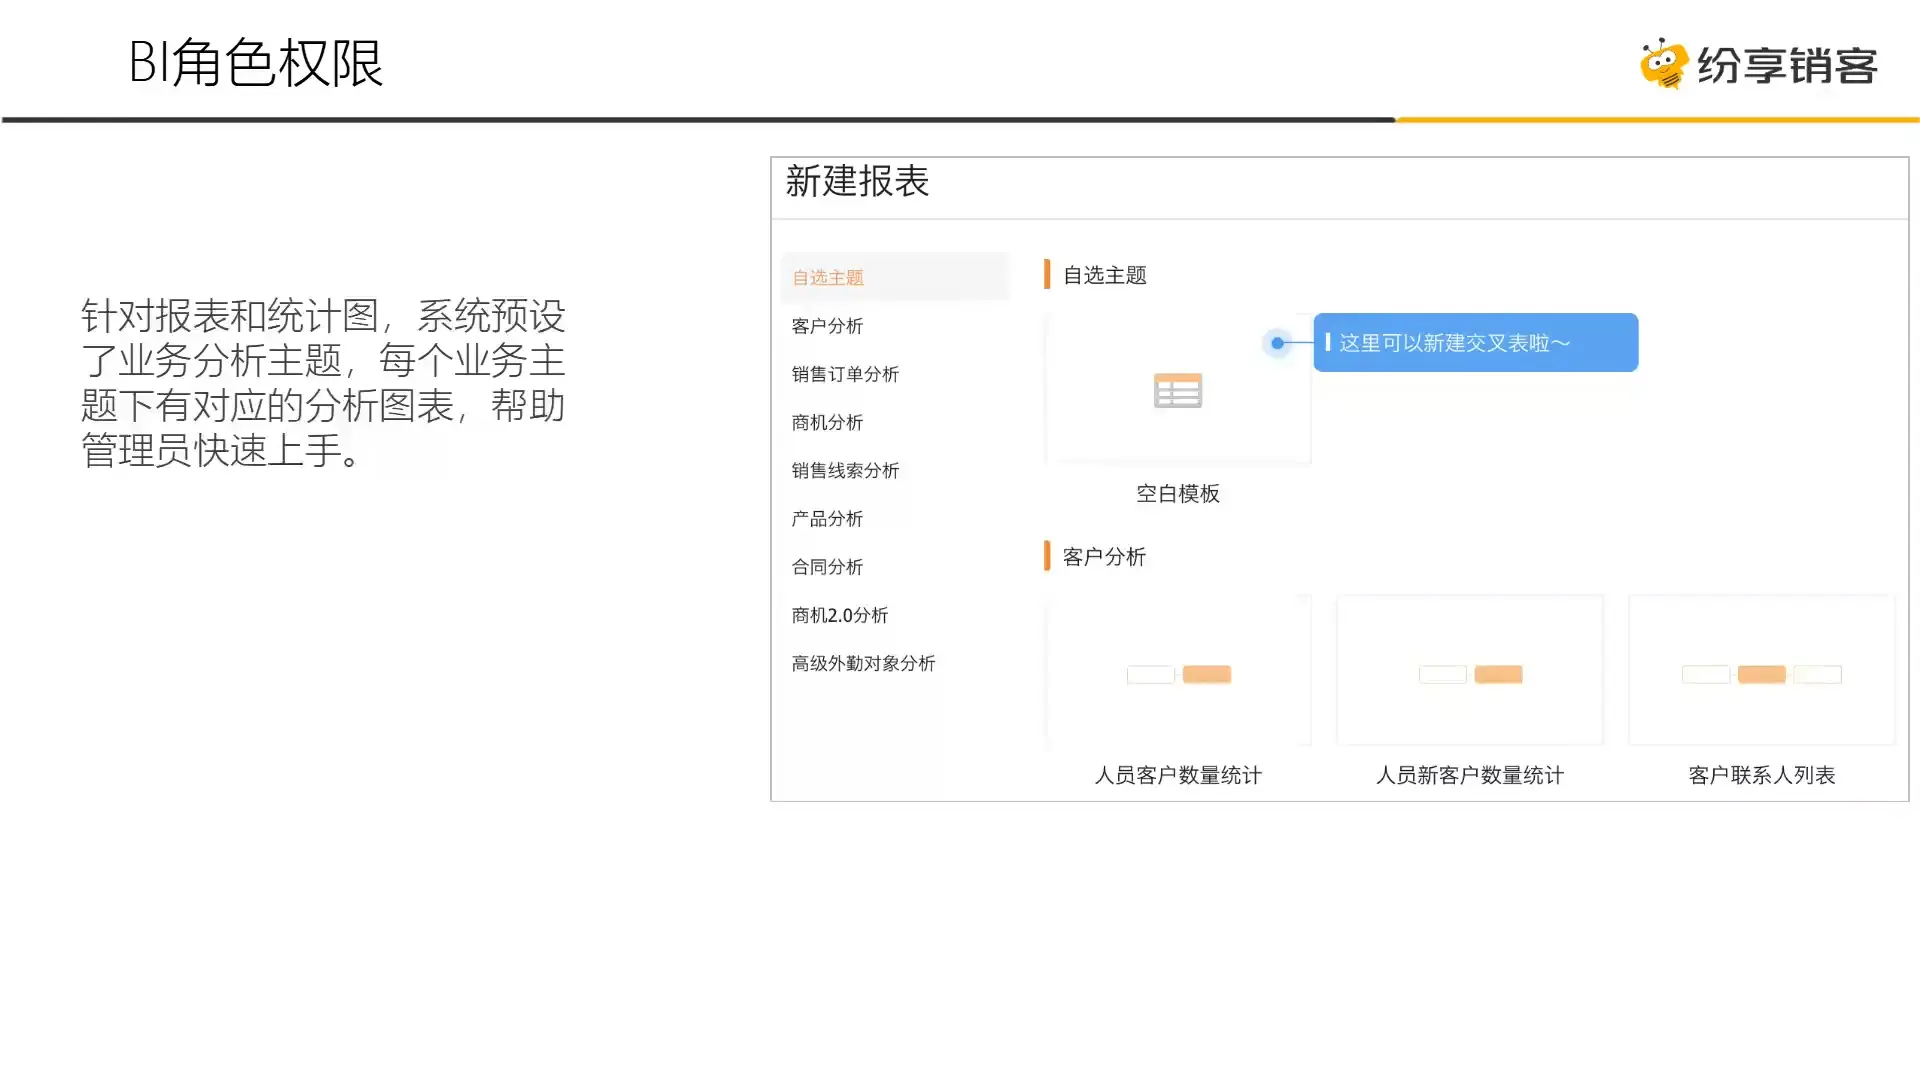 BI角色权限
纷享销客
针对报表和统计图，系统预设
了业务分析主题，每个业务主
题下有对应的分析图表，帮助
管理员快速上手。
新建报表
自选主题
客户分析
销售订单分析
商机分析
销售线索分析
产品分析
合同分析
商机2.0分析
高级外勤对象分析
自选主题
这里可以新建交叉表啦～
空白模板
客户分析
人员客户数量统计
人员新客户数量统计
客户联系人列表